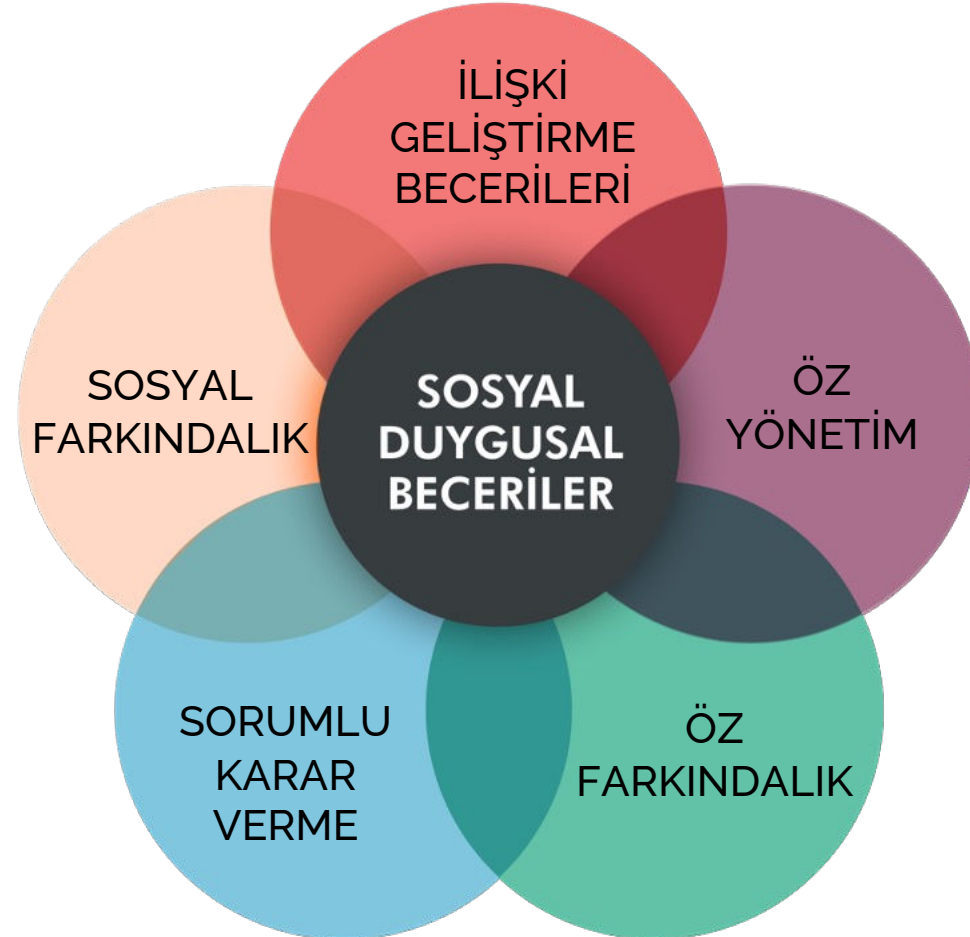 İLİŞKİ
GELİŞTİRME
BECERİLERİ
SOSYAL
FARKINDALIK
SOSYAL
DUYGUSAL
BECERİLER
ÖZ
YÖNETİM
SORUMLU
KARAR
VERME
ÖZ
FARKINDALIK